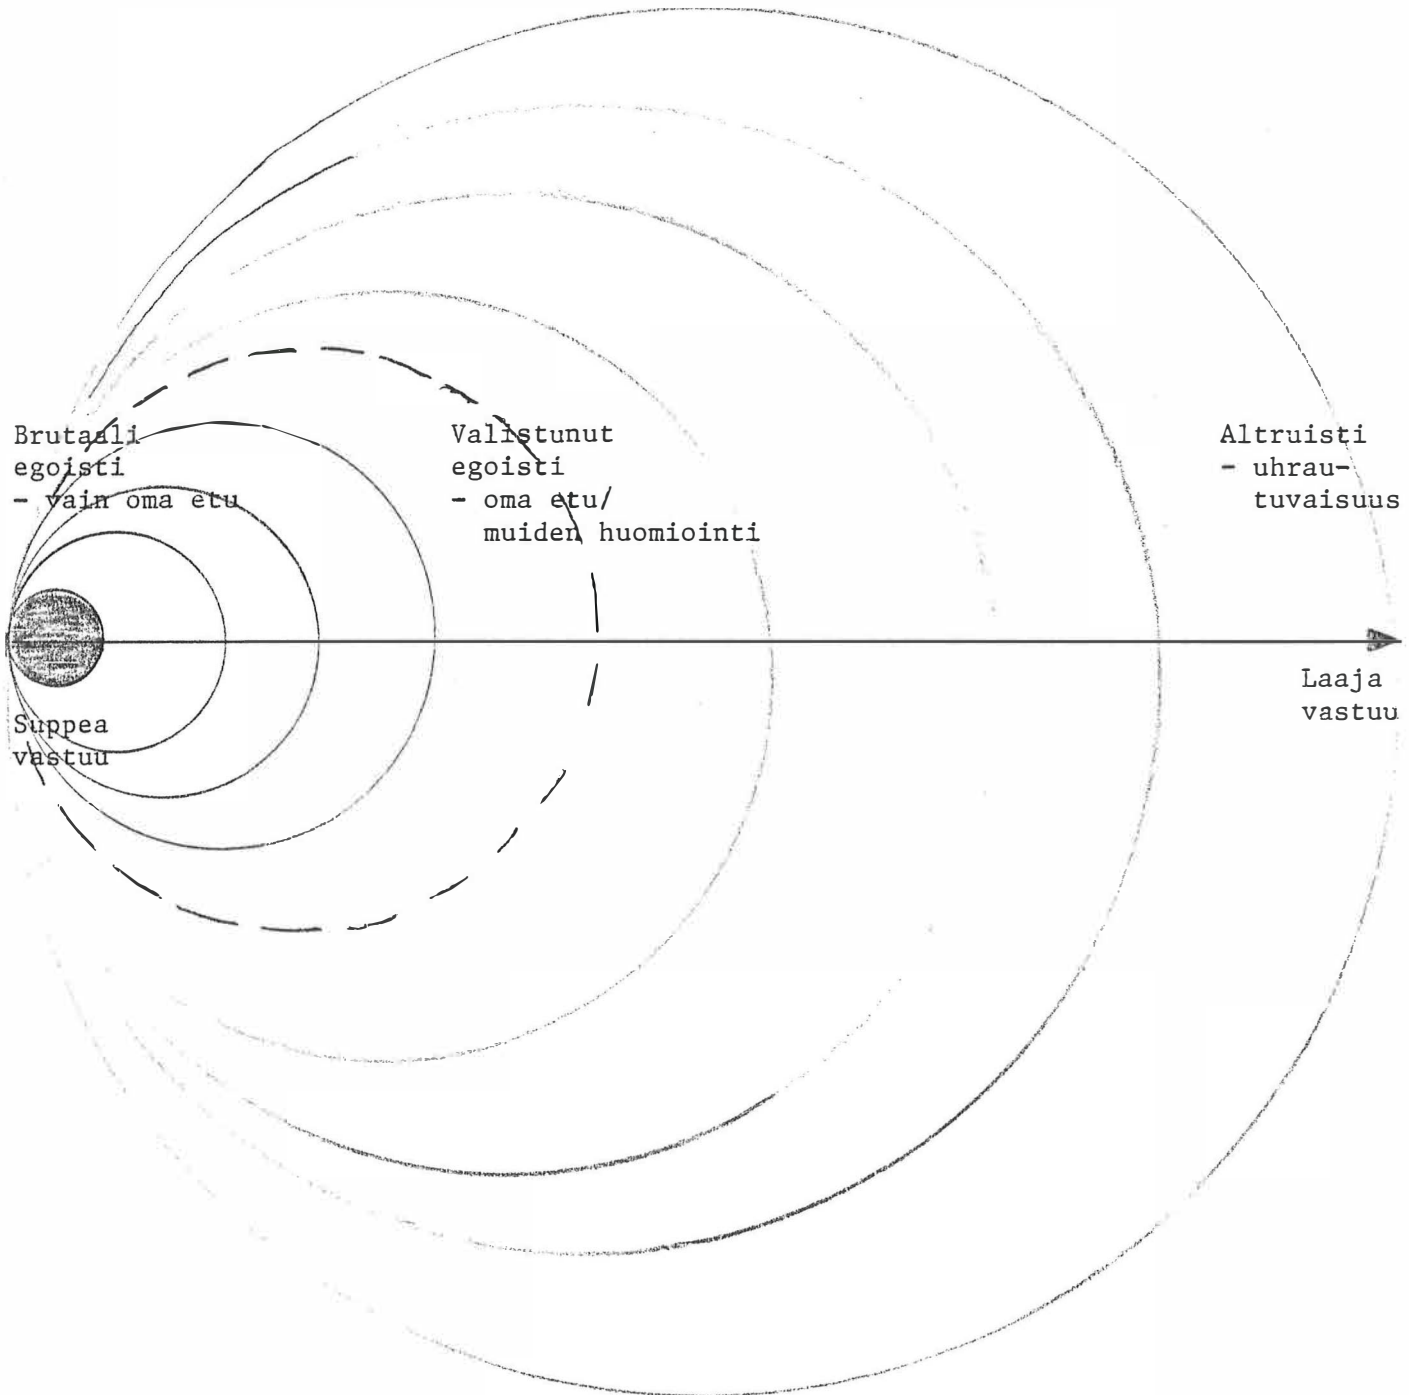 Brutaali
egoisti
- vain oma etu
Valistunut
egoisti
- oma etu/
muiden huomiointi
Altruisti
- uhrau-
tuvaisuus
Suppea
vastuu
Laaja
vastuu